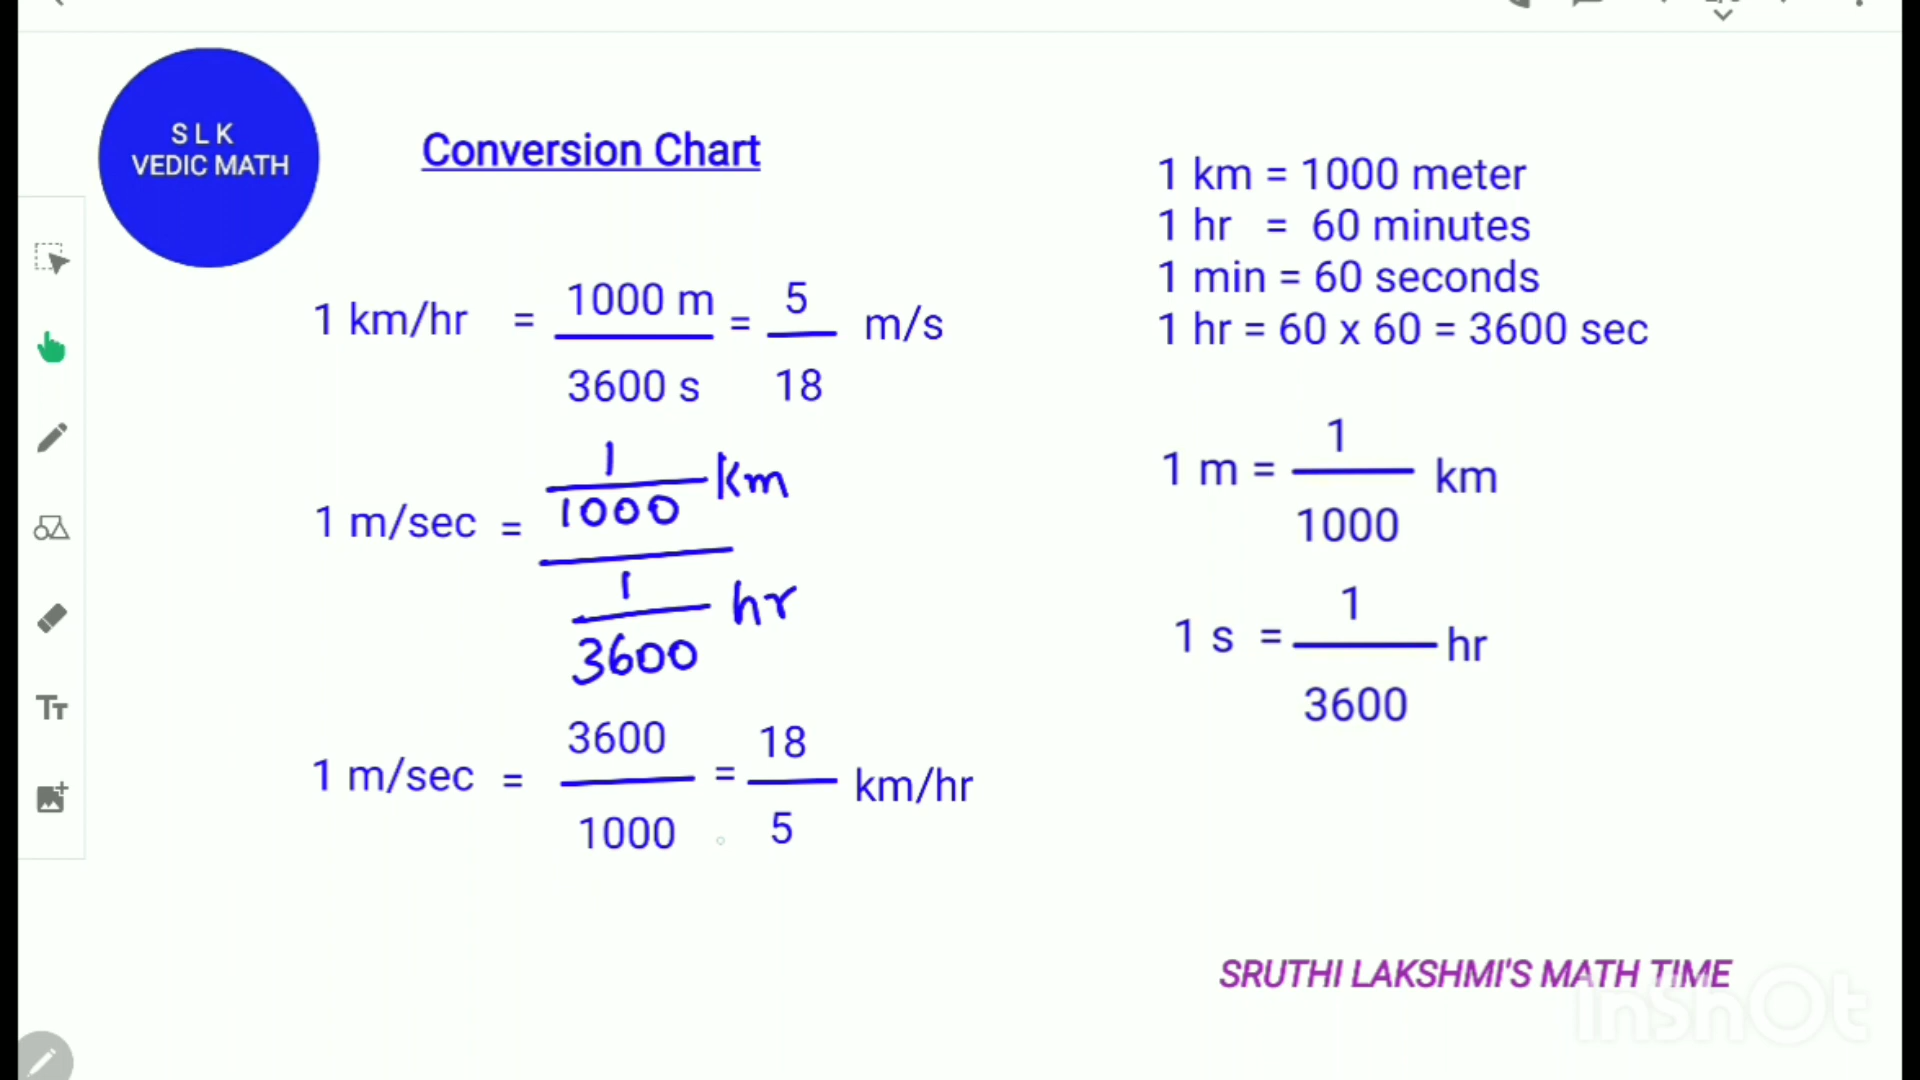 S L K
VEDIC MATH
Conversion Chart
1 km/hr = 1000 m / 3600 s = 5 / 18 m/s
1 m/sec = 1/1000 km / 1/3600 hr
1 m/sec = 3600 / 1000 = 18 / 5 km/hr
1 km = 1000 meter
1 hr = 60 minutes
1 min = 60 seconds
1 hr = 60 x 60 = 3600 sec
1 m = 1 / 1000 km
1 s = 1 / 3600 hr
Tт
SRUTHI LAKSHMI'S MATH TIME
InShOt